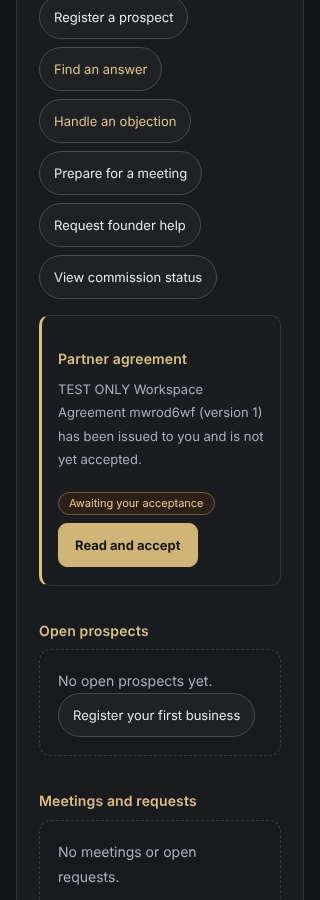 Register a prospect
Find an answer
Handle an objection
Prepare for a meeting
Request founder help
View commission status
Partner agreement
TEST ONLY Workspace
Agreement mwrod6wf (version 1)
has been issued to you and is not
yet accepted.
Awaiting your acceptance
Read and accept
Open prospects
No open prospects yet.
Register your first business
Meetings and requests
No meetings or open
requests.